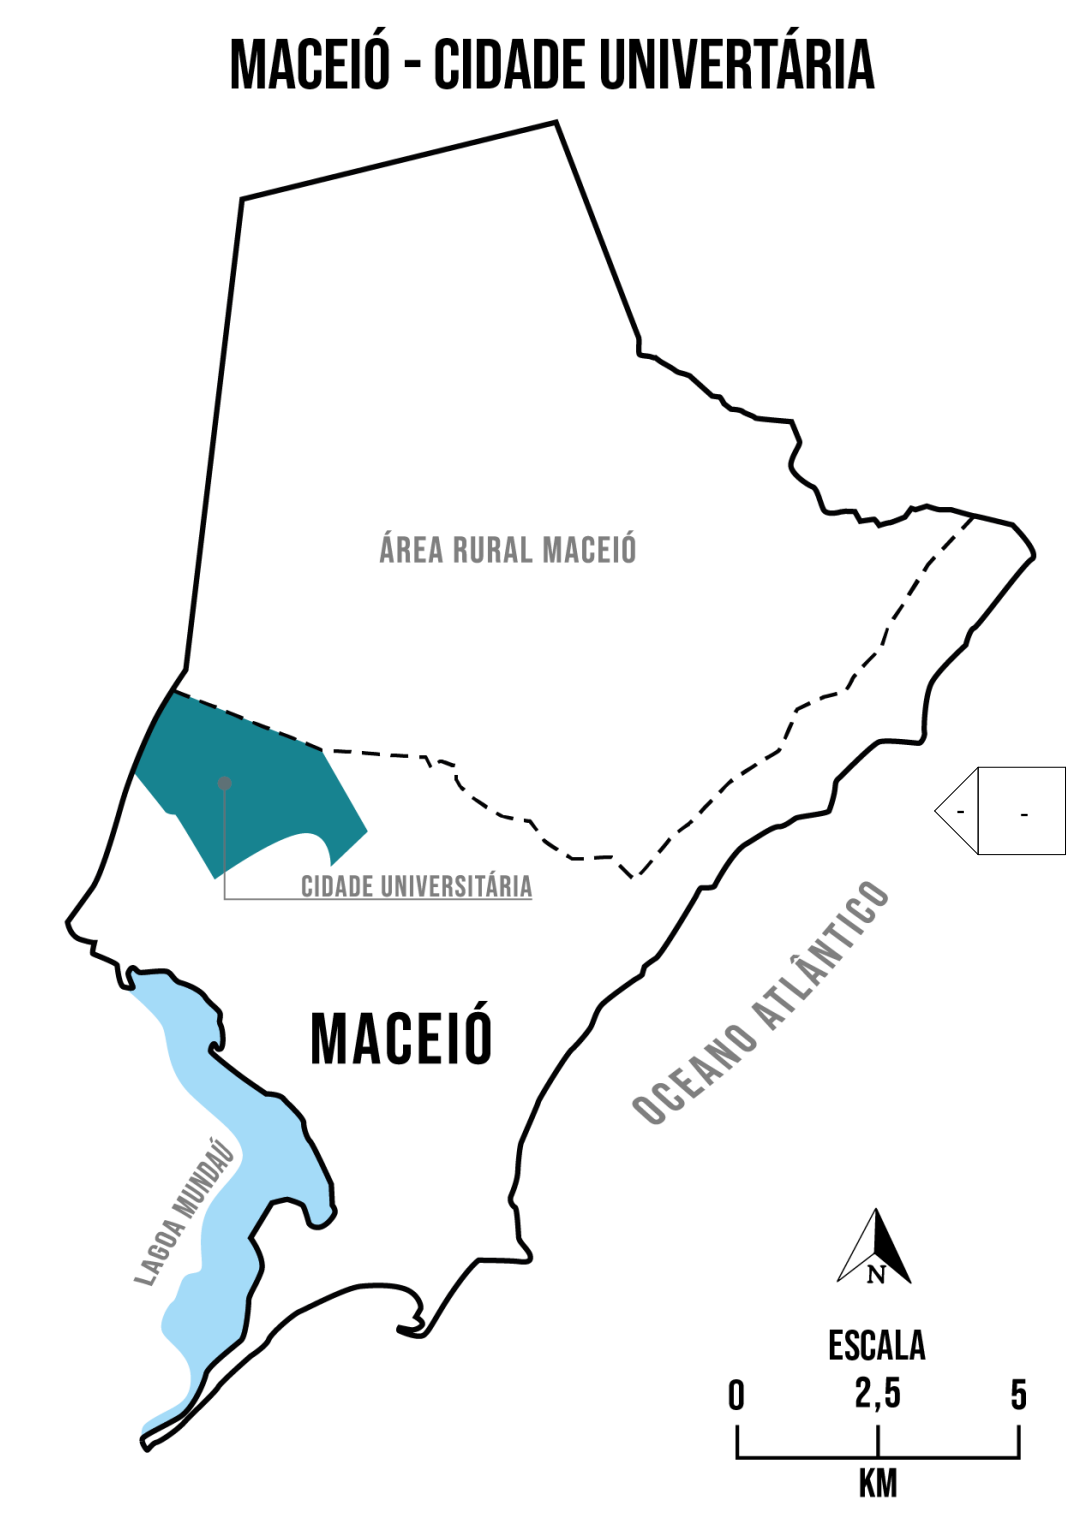 MACEIÓ - CIDADE UNIVERTÁRIA
ÁREA RURAL MACEIÓ
-
-
CIDADE UNIVERSITÁRIA
OCEANO ATLÂNTICO
MACEIÓ
LAGOA MUNDAÚ
N
ESCALA
0 2,5 5
KM